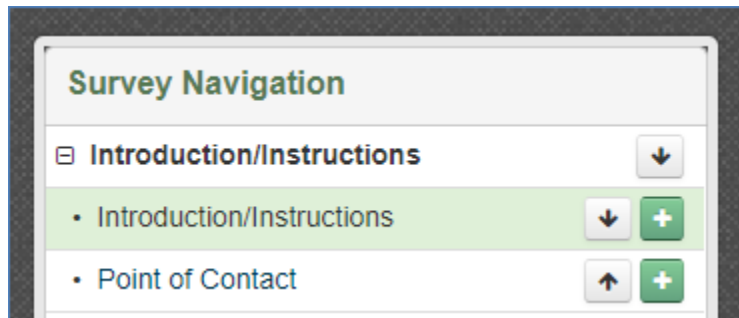 Survey Navigation
Introduction/Instructions
• Introduction/Instructions
• Point of Contact